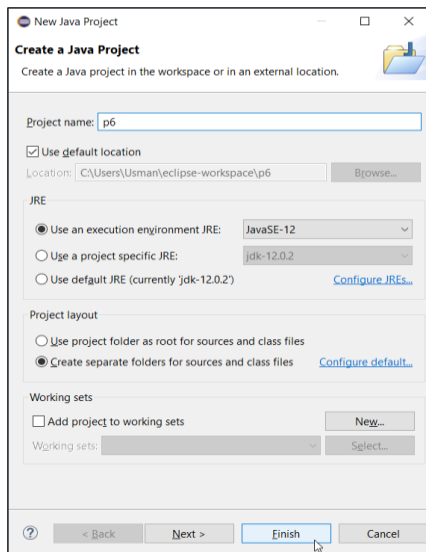 New Java Project
Create a Java Project
Create a Java project in the workspace or in an external location.
Project name: p6
Use default location
Location: C:\Users\Usman\eclipse-workspace\p6 Browse...
JRE
Use an execution environment JRE: JavaSE-12
Use a project specific JRE: jdk-12.0.2
Use default JRE (currently 'jdk-12.0.2') Configure JREs...
Project layout
Use project folder as root for sources and class files
Create separate folders for sources and class files Configure default...
Working sets
Add project to working sets New...
Working sets: Select...
? < Back Next > Finish Cancel